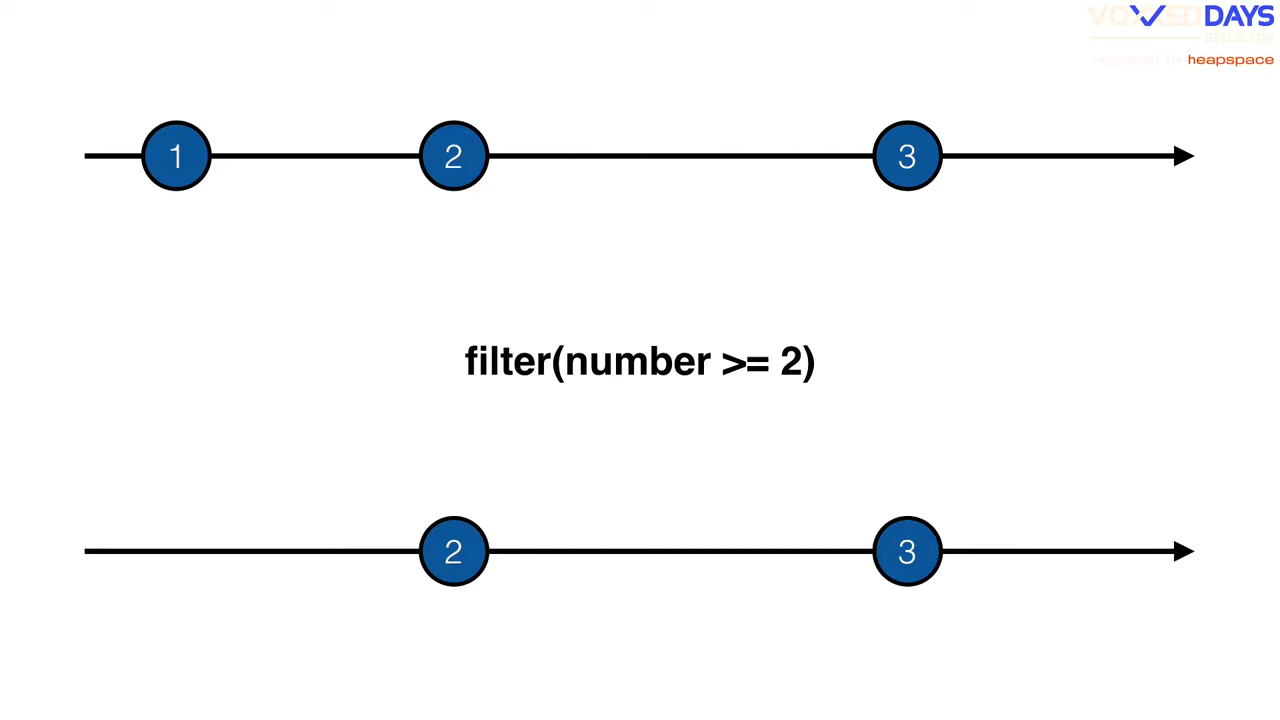 VOXXED DAYS
BELGRADE
heapspace
1 2 3
filter(number >= 2)
2 3